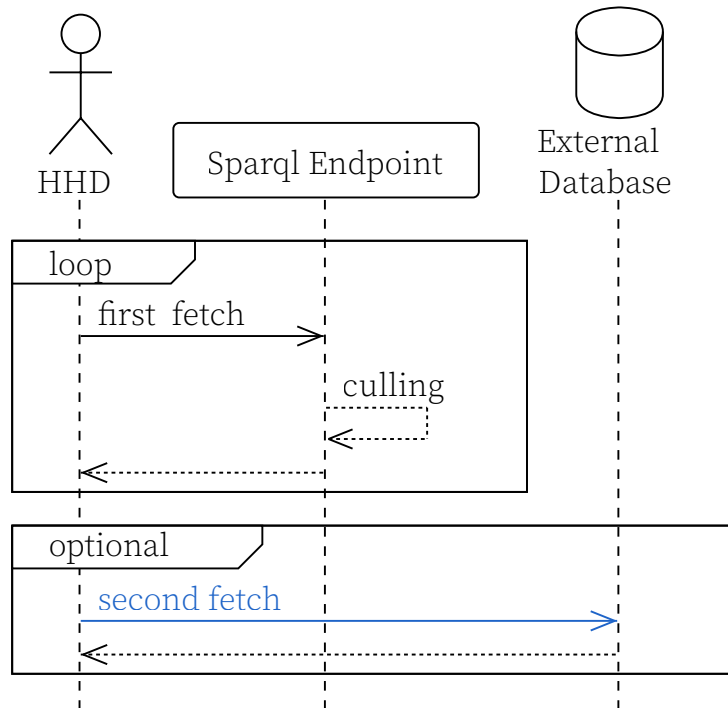 HHD
Sparql Endpoint
External
Database
loop
first fetch
culling
optional
second fetch